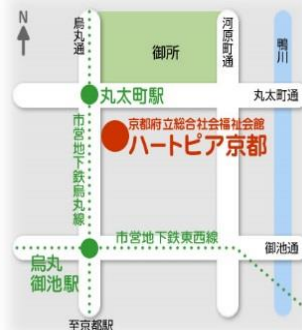 N
烏丸通
御所
河原町通
鴨川
丸太町駅
丸太町通
京都府立総合社会福祉会館
ハートピア京都
市営地下鉄烏丸線
市営地下鉄東西線
御池通
烏丸
御池駅
至京都駅